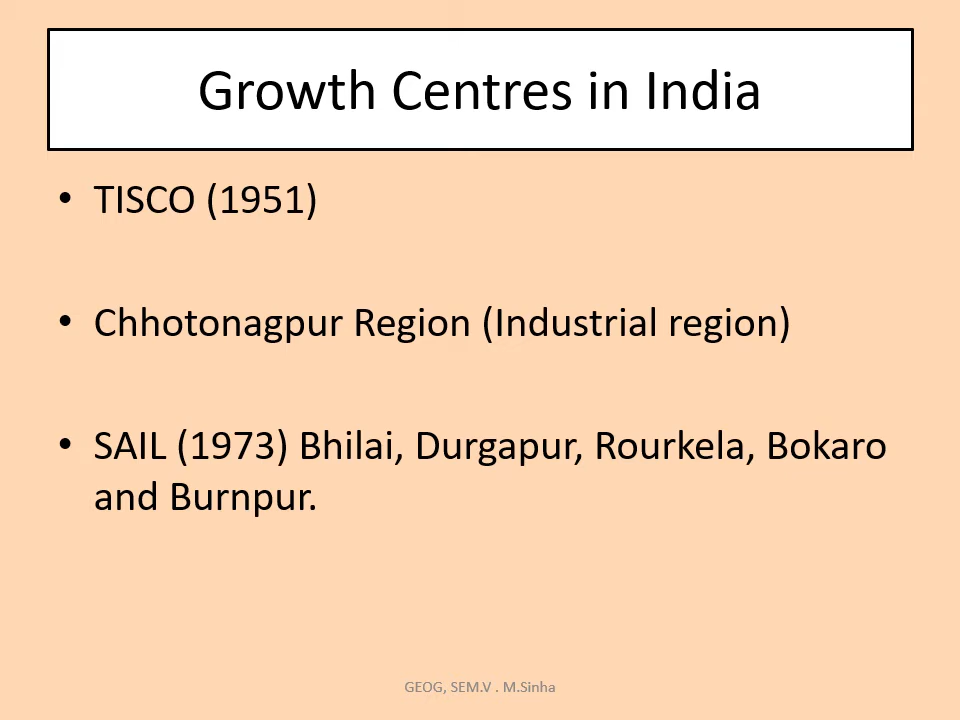 Growth Centres in India
• TISCO (1951)
• Chhotonagpur Region (Industrial region)
• SAIL (1973) Bhilai, Durgapur, Rourkela, Bokaro
and Burnpur.
GEOG, SEM.V . M.Sinha